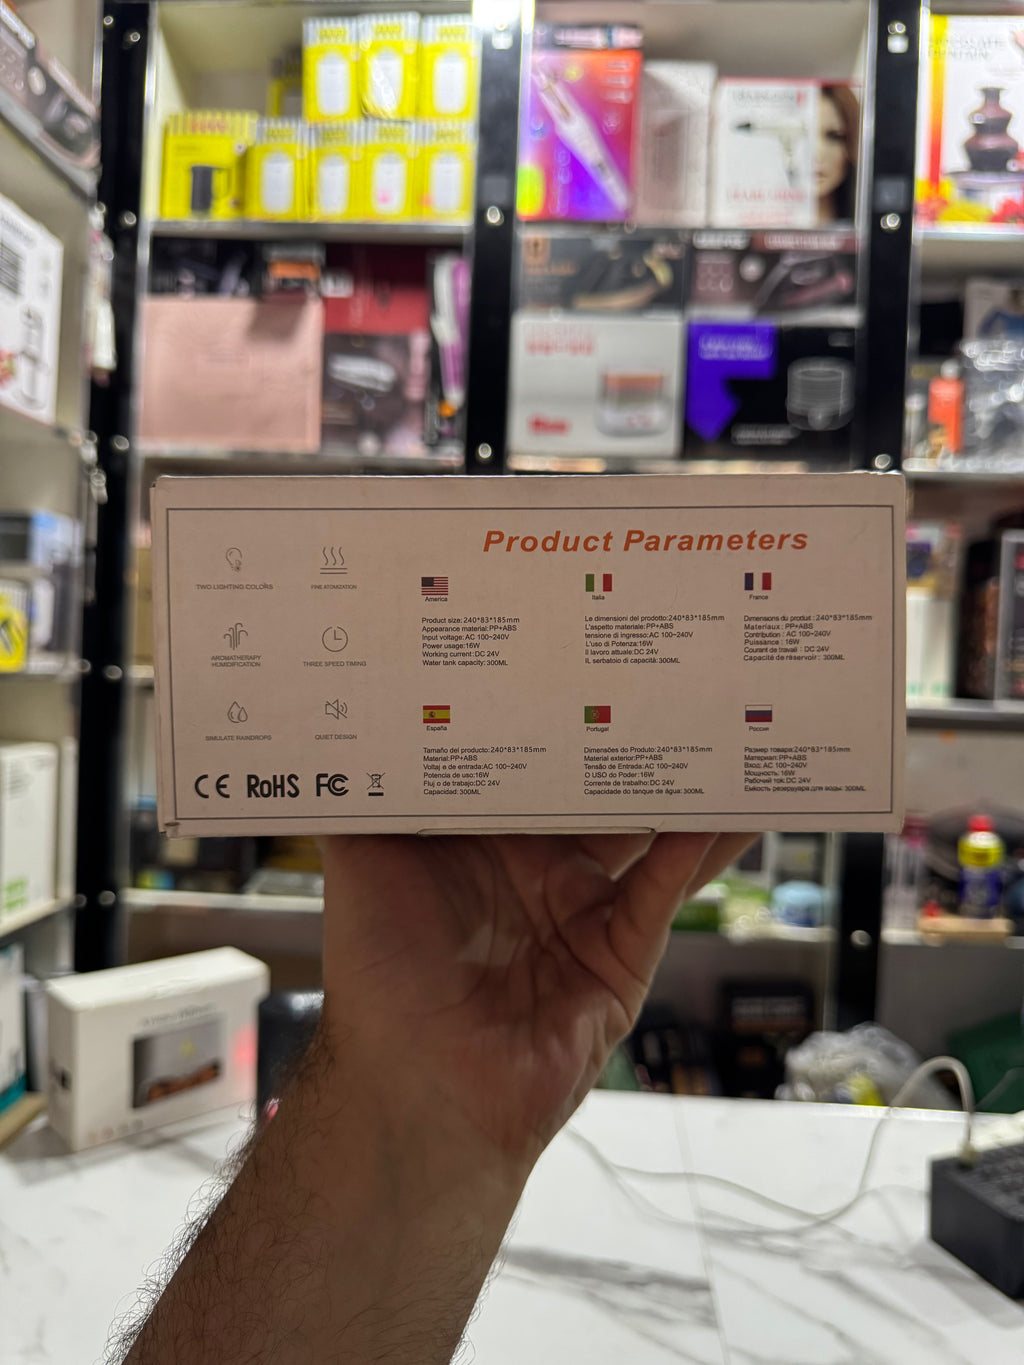 Product Parameters
TWO LIGHTING COLORS
FINE ATOMIZATION
AROMATHERAPY
HUMIDIFICATION
THREE SPEED TIMING
SIMULATE RAINDROPS
QUIET DESIGN
CE RoHS FC
America
Product size:240*83*185mm
Appearance material:PP+ABS
Input voltage:AC 100~240V
Power usage:16W
Working current:DC 24V
Water tank capacity:300ML
Italia
Le dimensioni del prodotto:240*83*185mm
L'aspetto materiale:PP+ABS
tensione di ingresso:AC 100~240V
L'uso di Potenza:16W
Il lavoro attuale:DC 24V
IL serbatoio di capacità:300ML
France
Dimensions du produit :240*83*185mm
Materiaux : PP+ABS
Contribution : AC 100~240V
Puissance : 16W
Courant de travail : DC 24V
Capacité de réservoir : 300ML
España
Tamaño del producto:240*83*185mm
Material:PP+ABS
Voltaj e de entrada:AC 100~240V
Potencia de uso:16W
Fluj o de trabajo:DC 24V
Capacidad:300ML
Portugal
Dimensões do Produto:240*83*185mm
Material exterior:PP+ABS
Tensão de Entrada:AC 100~240V
O USO do Poder:16W
Corrente de trabalho:DC 24V
Capacidade do tanque de água:300ML
Россия
Размер товара:240*83*185mm
Материал:PP+ABS
Вход:AC 100~240V
Мощность:16W
Рабочий ток:DC 24V
Емкость резервуара для воды:300ML